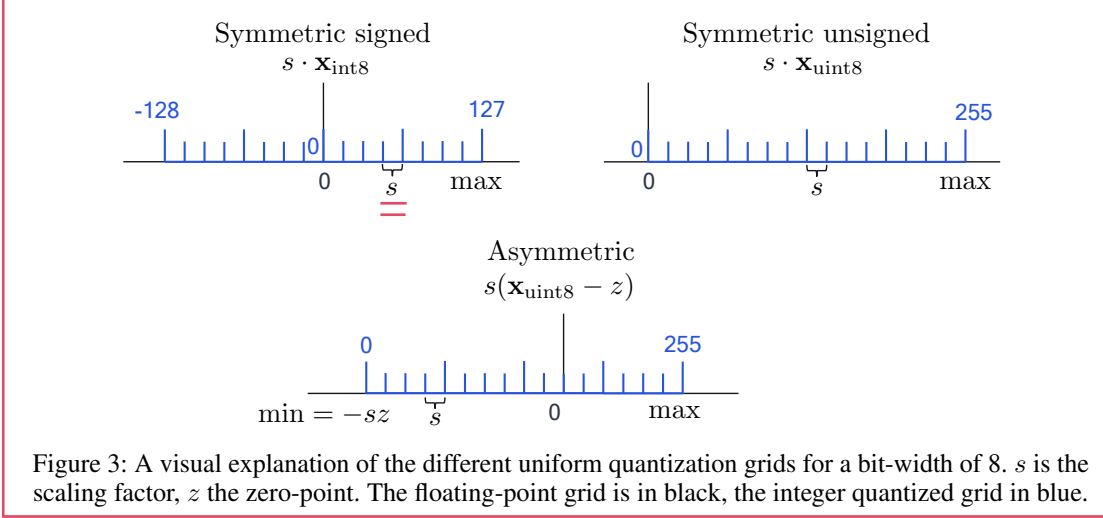 Symmetric signed
s · x_int8
-128
127
0
0
s
max
Symmetric unsigned
s · x_uint8
255
0
0
s
max
Asymmetric
s(x_uint8 − z)
0
255
min = −sz
s
0
max
Figure 3: A visual explanation of the different uniform quantization grids for a bit-width of 8. s is the
scaling factor, z the zero-point. The floating-point grid is in black, the integer quantized grid in blue.